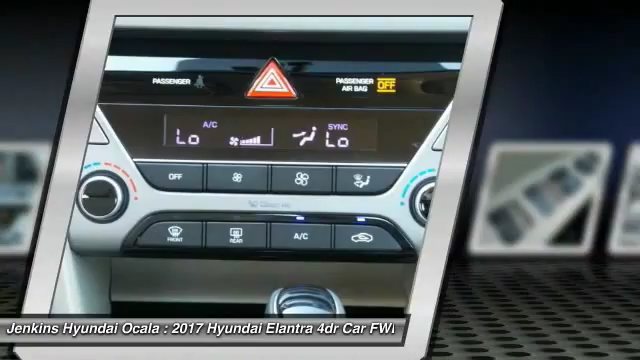 PASSENGER
PASSENGER AIR BAG OFF
A/C SYNC
Lo Lo
OFF
FRONT REAR A/C
Jenkins Hyundai Ocala : 2017 Hyundai Elantra 4dr Car FW